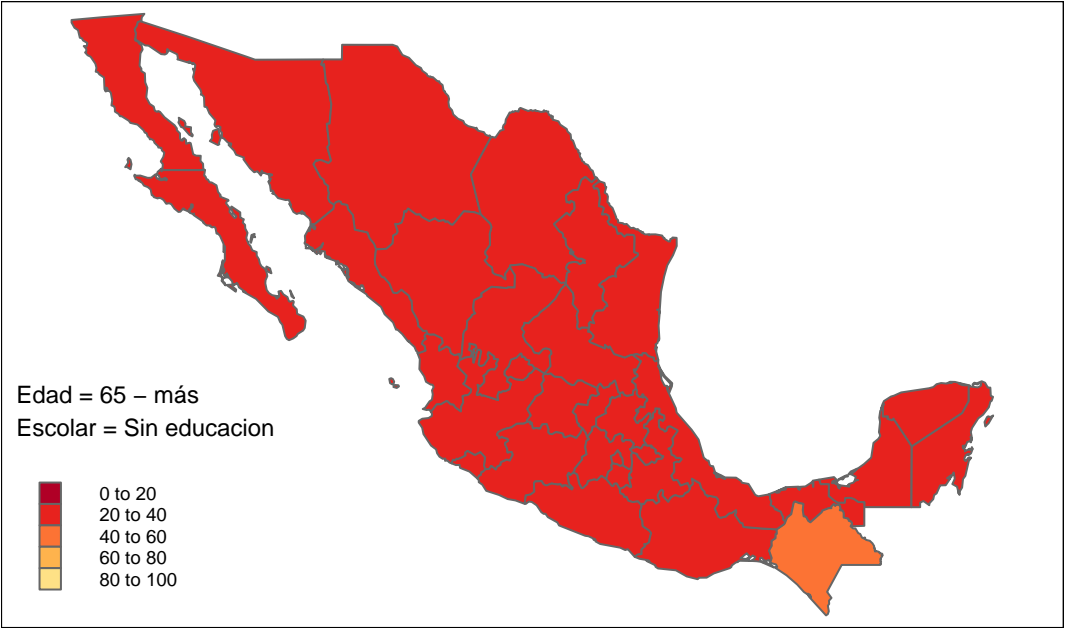 Edad = 65 − más
Escolar = Sin educacion
0 to 20
20 to 40
40 to 60
60 to 80
80 to 100